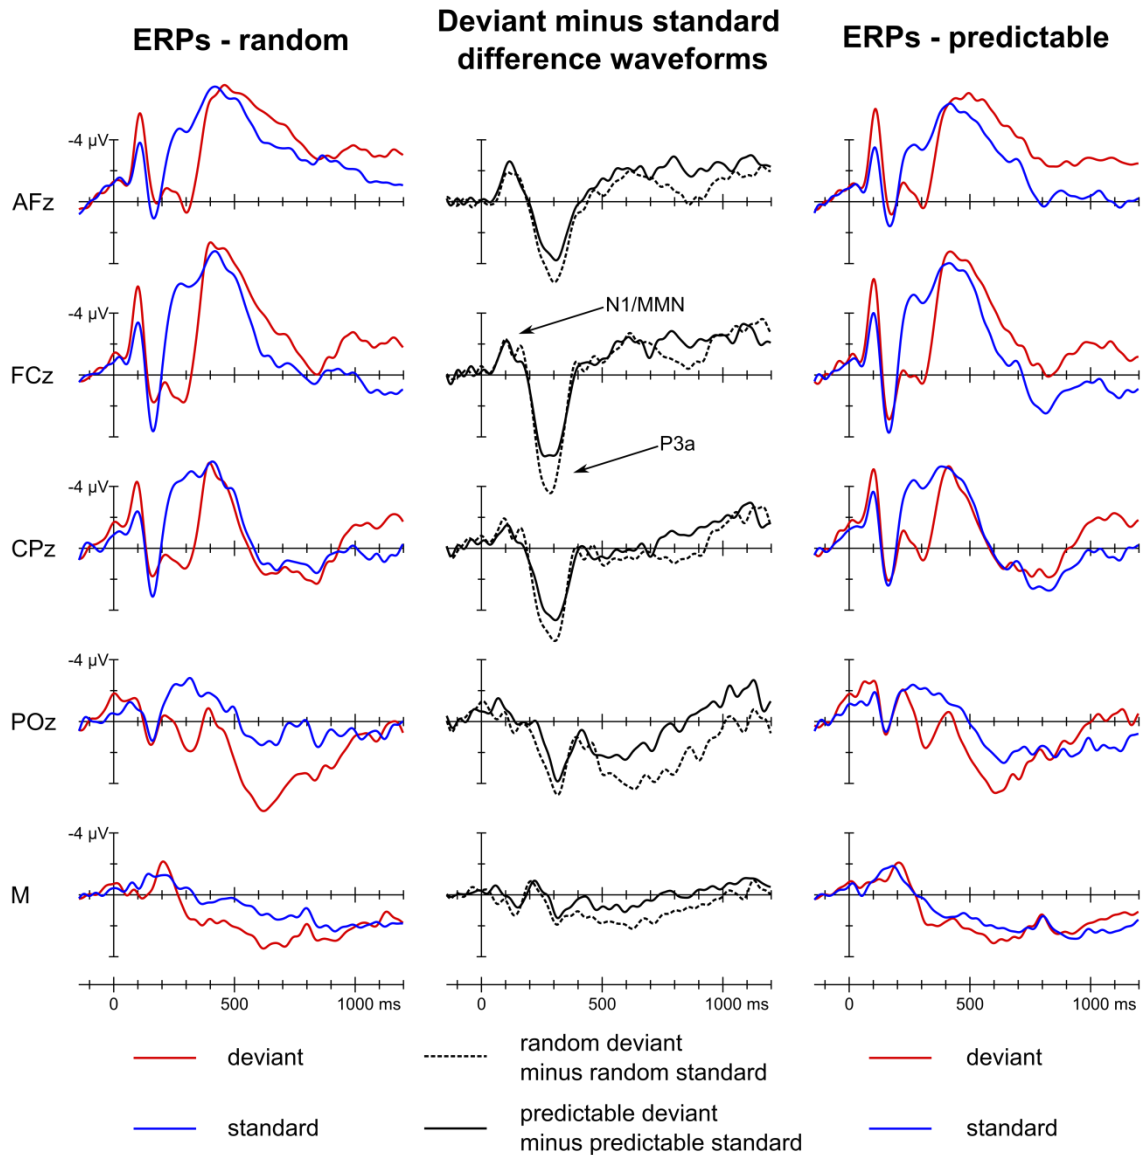 ERPs - random
Deviant minus standard
difference waveforms
ERPs - predictable
-4 µV
AFz
-4 µV
N1/MMN
FCz
P3a
-4 µV
CPz
-4 µV
POz
-4 µV
M
0 500 1000 ms
0 500 1000 ms
0 500 1000 ms
deviant
standard
random deviant
minus random standard
predictable deviant
minus predictable standard
deviant
standard